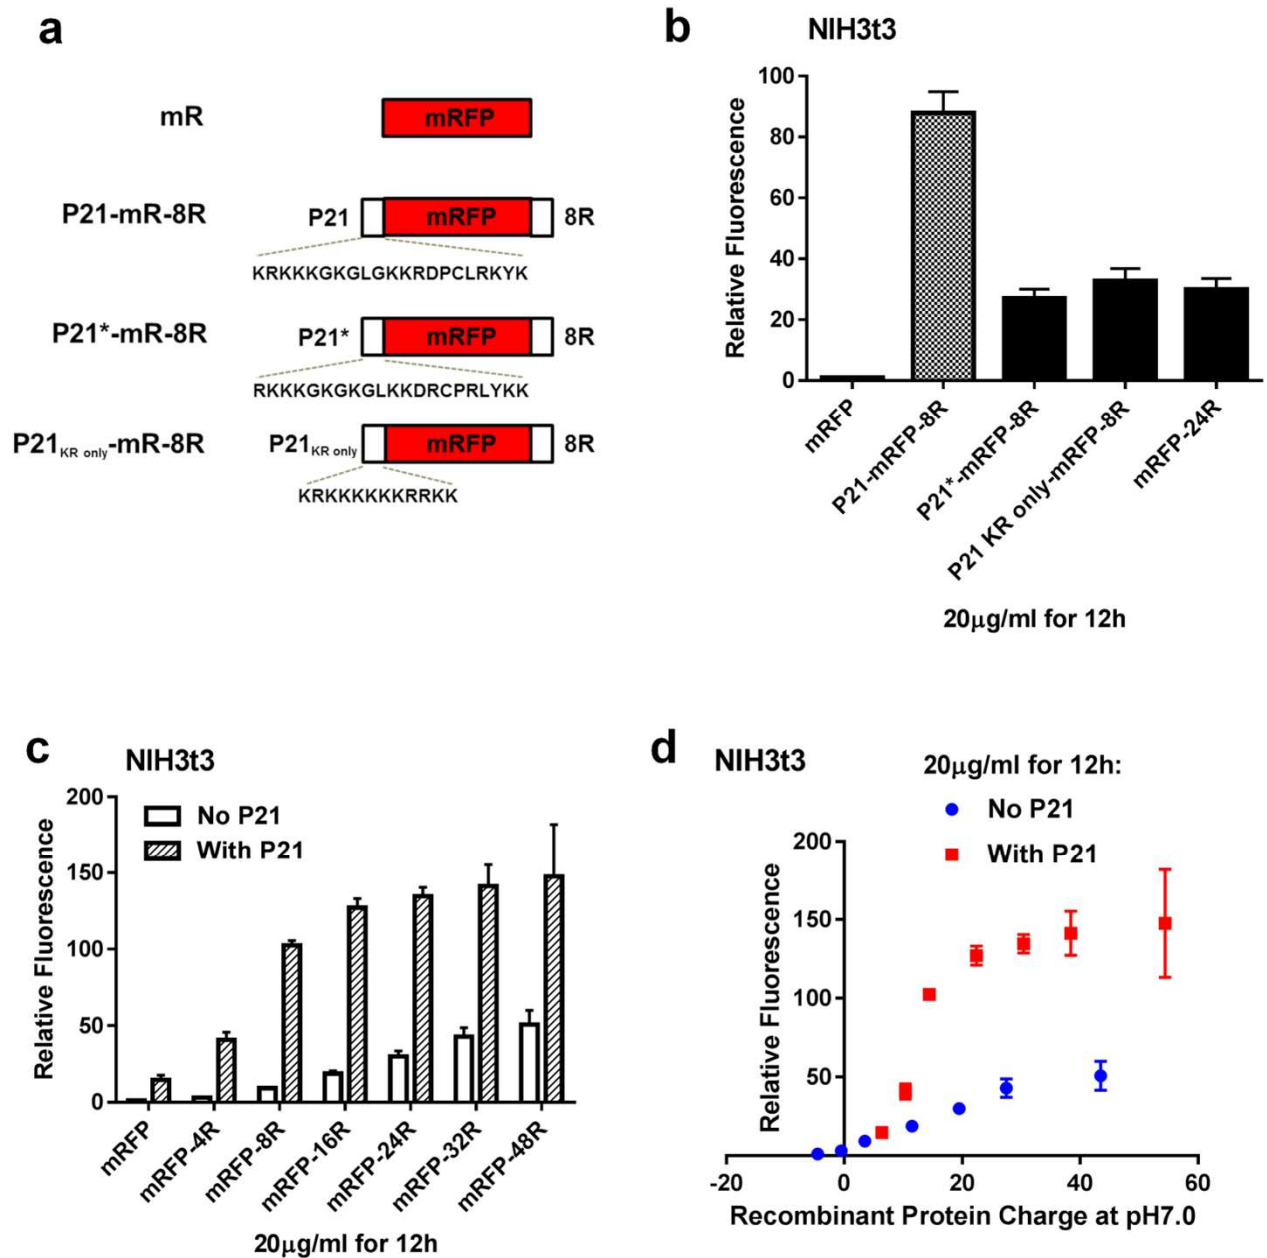 a
mR
mRFP
P21-mR-8R
P21
mRFP
8R
KRKKKGKGLGKKRDPCLRKYK
P21*-mR-8R
P21*
mRFP
8R
RKKKGKGKGLKKDRCPRLYKK
P21KR only-mR-8R
P21KR only
mRFP
8R
KRKKKKKKKRRKK
b
NIH3t3
Relative Fluorescence
100
80
60
40
20
0
mRFP
P21-mRFP-8R
P21*-mRFP-8R
P21 KR only-mRFP-8R
mRFP-24R
20μg/ml for 12h
c
NIH3t3
No P21
With P21
Relative Fluorescence
200
150
100
50
0
mRFP
mRFP-4R
mRFP-8R
mRFP-16R
mRFP-24R
mRFP-32R
mRFP-48R
20μg/ml for 12h
d
NIH3t3
20μg/ml for 12h:
No P21
With P21
Relative Fluorescence
200
150
100
50
-20
0
20
40
60
Recombinant Protein Charge at pH7.0